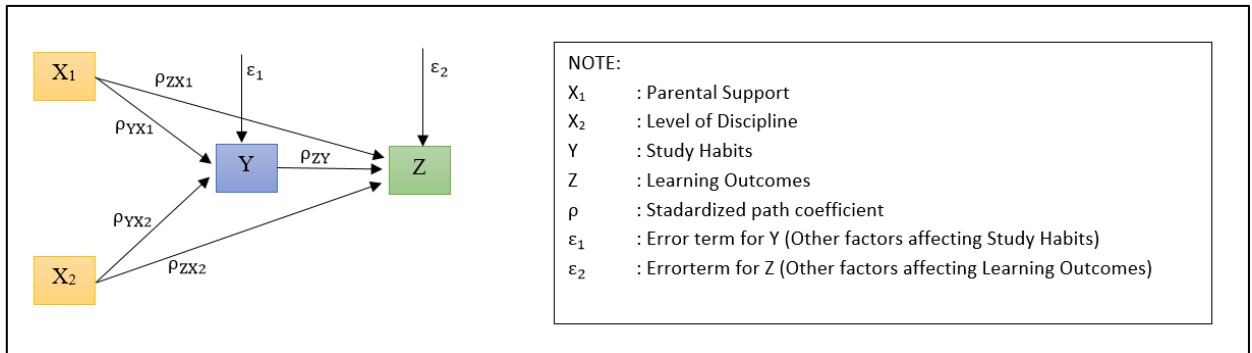 X₁
ρZX1
ε₁
ε₂
ρYX1
Y
ρZY
Z
ρYX2
ρZX2
X₂
NOTE:
X₁ : Parental Support
X₂ : Level of Discipline
Y : Study Habits
Z : Learning Outcomes
ρ : Stadardized path coefficient
ε₁ : Error term for Y (Other factors affecting Study Habits)
ε₂ : Errorterm for Z (Other factors affecting Learning Outcomes)